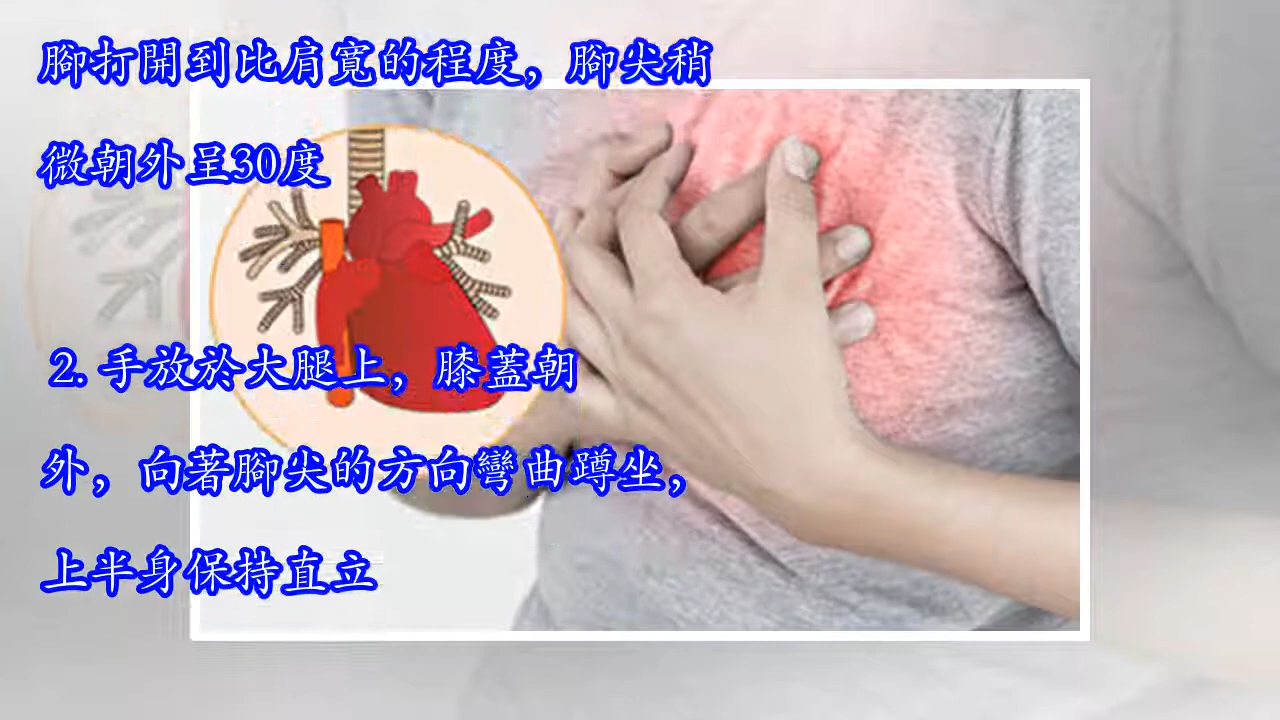 腳打開到比肩寬的程度，腳尖稍
微朝外呈30度
2. 手放於大腿上，膝蓋朝
外，向著腳尖的方向彎曲蹲坐，
上半身保持直立